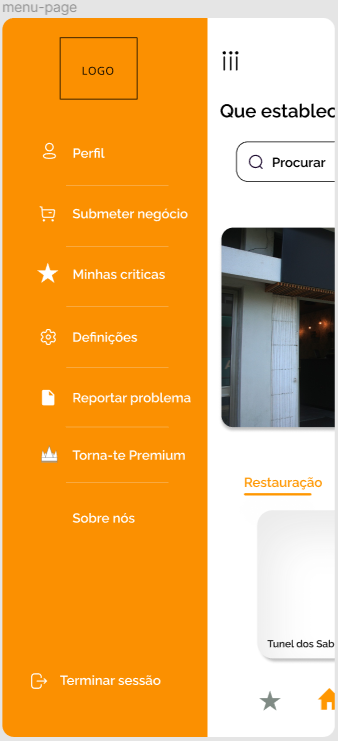 menu-page
LOGO
Perfil
Submeter negócio
Minhas criticas
Definições
Reportar problema
Torna-te Premium
Sobre nós
Terminar sessão
iii
Que establec
Procurar
Restauração
Tunel dos Sab